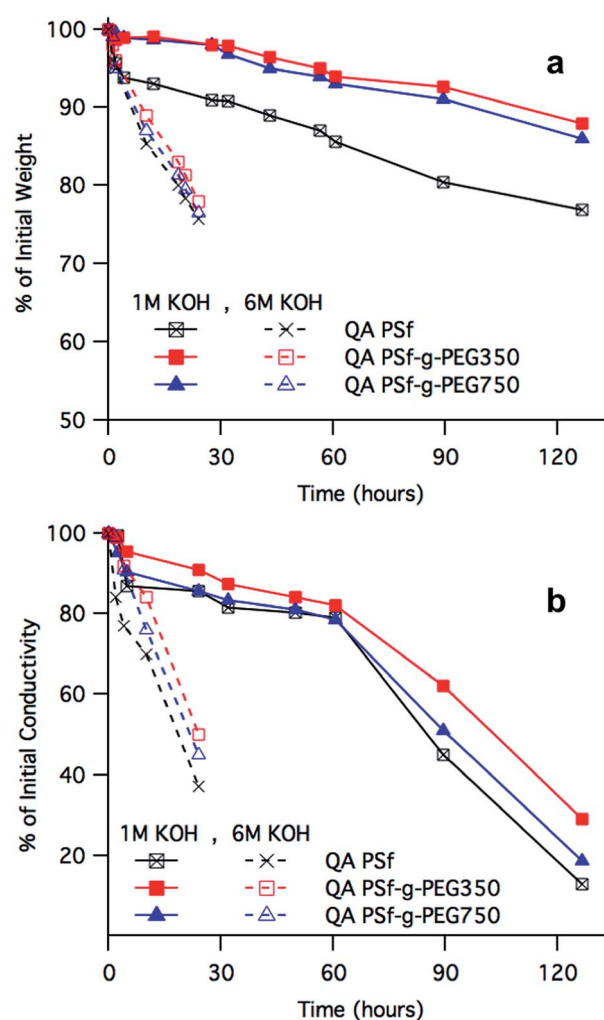 a
100
90
80
70
60
50
% of Initial Weight
1M KOH , 6M KOH
QA PSf
QA PSf-g-PEG350
QA PSf-g-PEG750
0 30 60 90 120
Time (hours)
b
100
80
60
40
20
% of Initial Conductivity
1M KOH , 6M KOH
QA PSf
QA PSf-g-PEG350
QA PSf-g-PEG750
0 30 60 90 120
Time (hours)